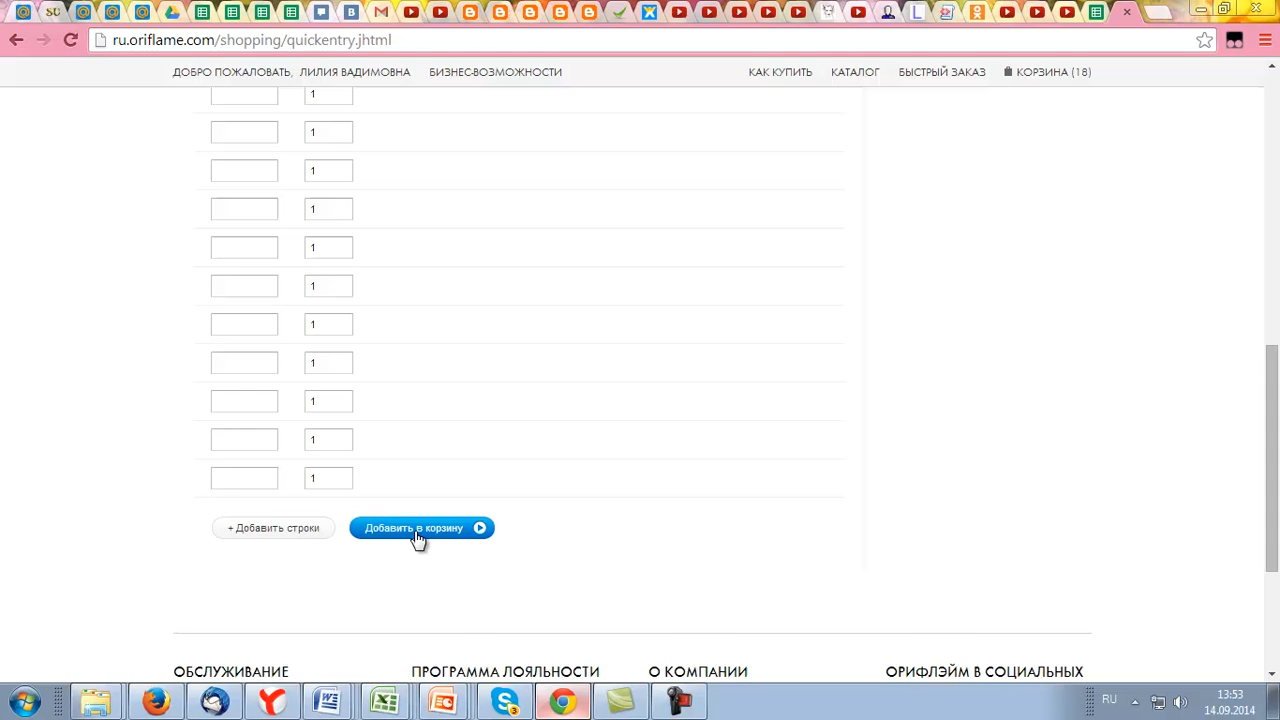 ru.oriflame.com/shopping/quickentry.jhtml
ДОБРО ПОЖАЛОВАТЬ, ЛИЛИЯ ВАДИМОВНА БИЗНЕС-ВОЗМОЖНОСТИ КАК КУПИТЬ КАТАЛОГ БЫСТРЫЙ ЗАКАЗ КОРЗИНА (18)
1
1
1
1
1
1
1
1
1
1
1
+ Добавить строки Добавить в корзину
ОБСЛУЖИВАНИЕ ПРОГРАММА ЛОЯЛЬНОСТИ О КОМПАНИИ ОРИФЛЭЙМ В СОЦИАЛЬНЫХ
RU 13:53
14.09.2014